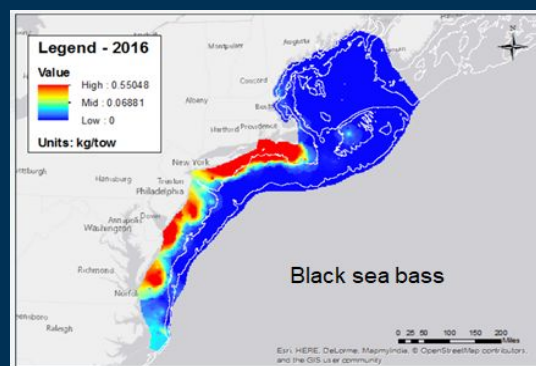 Legend - 2016
Value
High : 0.55048
Mid : 0.06881
Low : 0
Units: kg/tow
Montpelier
Augusta
Concord
Albany
Hartford Providence
New York
Harrisburg
Trenton
Philadelphia
Annapolis Dover
Washington
Richmond
Norfolk
Greensboro
Raleigh
Black sea bass
0 25 50 100 150 200
Miles
Esri, HERE, DeLorme, MapmyIndia, © OpenStreetMap contributors,
and the GIS user community